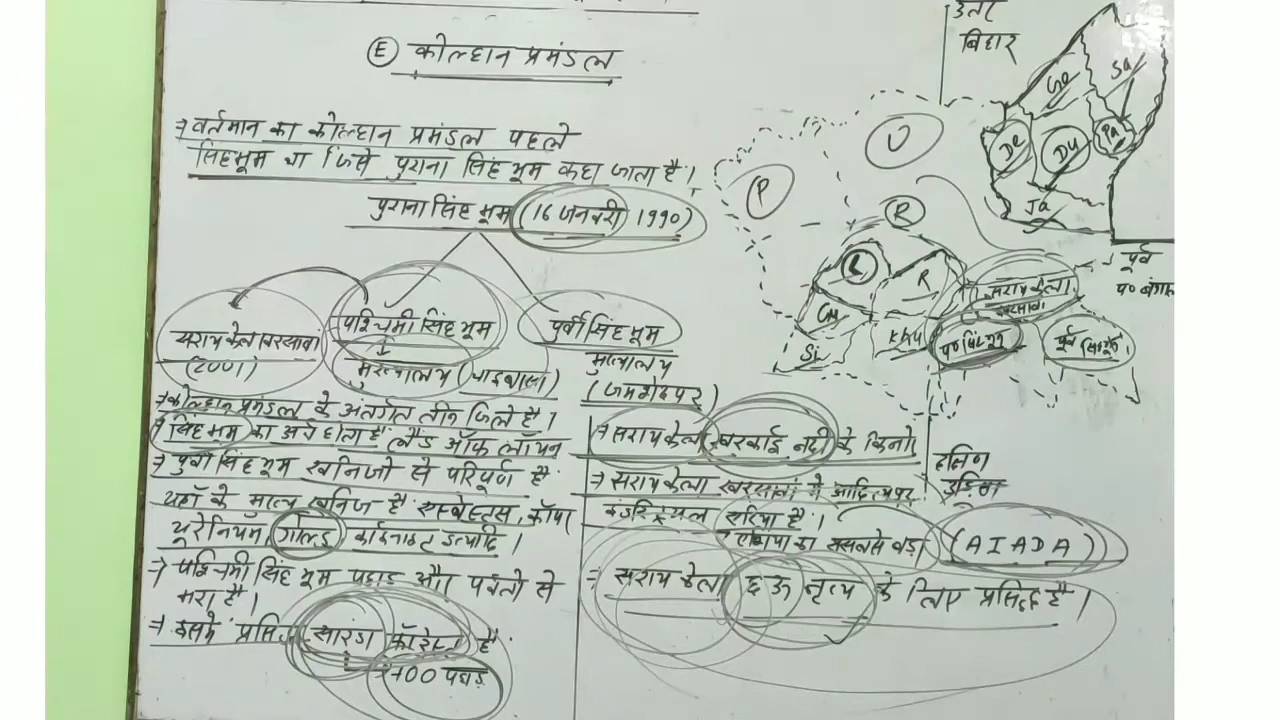 (E) कोल्हान प्रमंडल
→ वर्तमान का कोल्हान प्रमंडल पहले
सिंहभूम था जिसे पुराना सिंहभूम कहा जाता है।
पुराना सिंहभूम (16 जनवरी 1990)
सरायकेला खरसावां
(2001)
पश्चिमी सिंहभूम
मुख्यालय (चाइबासा)
पुर्वी सिंहभूम
मुख्यालय
(जमशेदपुर)
→ कोल्हान प्रमंडल के अंतर्गत तीन जिले है।
→ सिंहभूम का अर्थ होता है लैंड ऑफ लॉयन
→ पुर्वी सिंहभूम खनिजो से परिपूर्ण है
यहाँ के मुख्य खनिज है एस्बेस्टस, कॉपर
यूरेनियम, गोल्ड काईनाइट इत्यादि।
→ पश्चिमी सिंहभूम पहाड़ और पर्वतो से
भरा है।
→ इसमें सारंडा फॉरेस्ट है
700 पहाड़
→ सरायकेला खरकाई नदी के किनारे
→ सरायकेला खरसावां मे आदित्यपुर
इंडस्ट्रियल एरिया है।
एशिया का सबसे बड़ा (AIADA)
→ सरायकेला छऊ नृत्य के लिए प्रसिद्ध है।
उत्तर
बिहार
Go
Sa
De
Du
Pa
Ja
U
P
R
L
R
Gu
Si
Khu
सरायकेला
खरसावां
प० सिंहभूम
पूर्व सिंहभूम
पूर्व
प० बंगाल
दक्षिण
उड़िसा